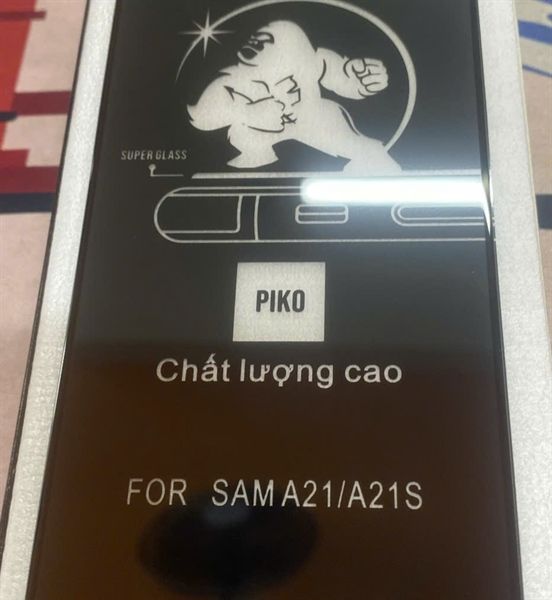 SUPER GLASS
PIKO
Chất lượng cao
FOR SAM A21/A21S